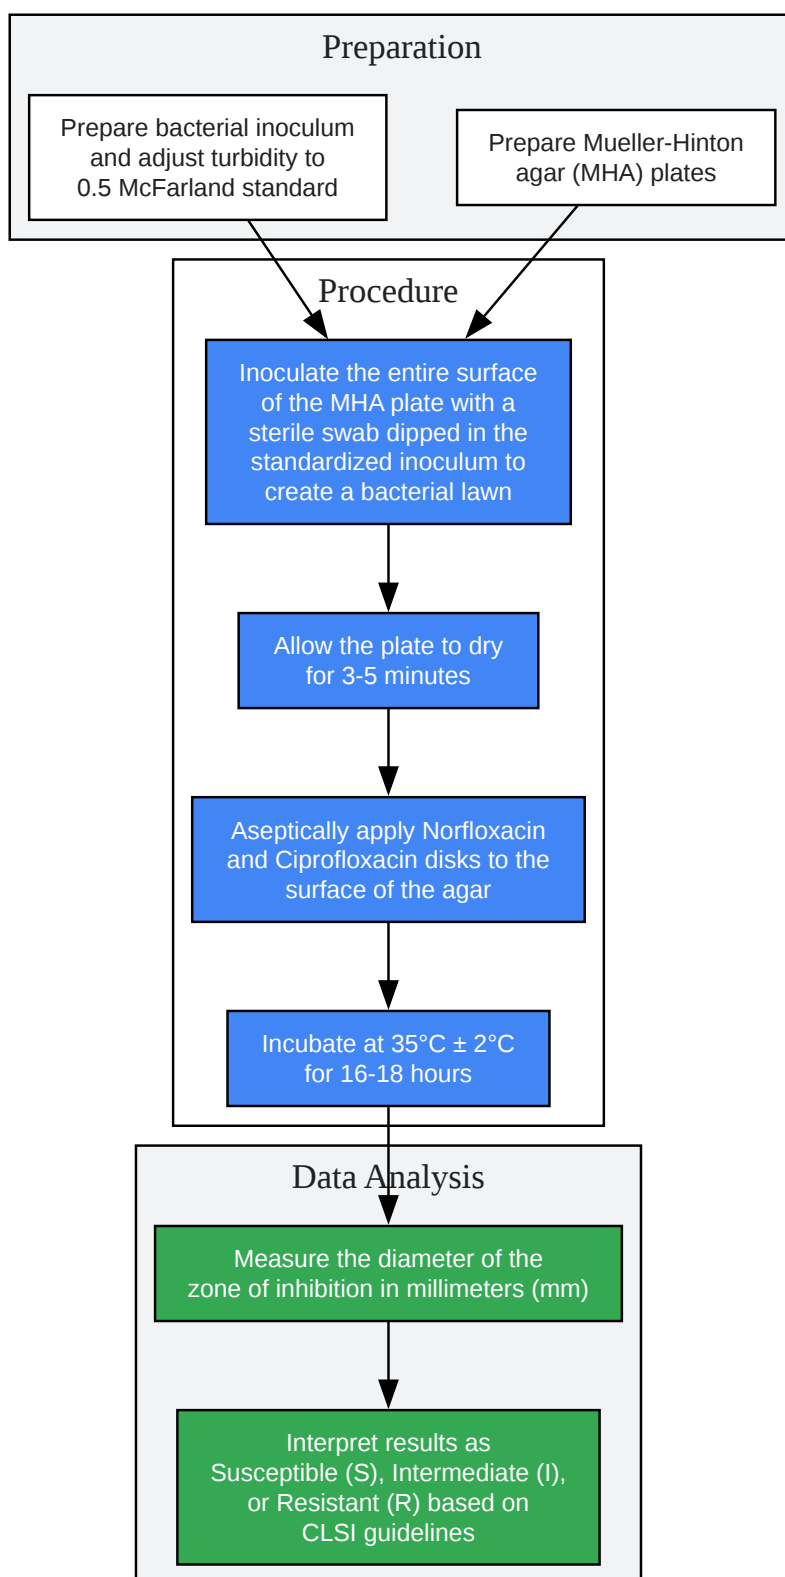 Preparation
Prepare bacterial inoculum
and adjust turbidity to
0.5 McFarland standard
Prepare Mueller-Hinton
agar (MHA) plates
Procedure
Inoculate the entire surface
of the MHA plate with a
sterile swab dipped in the
standardized inoculum to
create a bacterial lawn
Allow the plate to dry
for 3-5 minutes
Aseptically apply Norfloxacin
and Ciprofloxacin disks to the
surface of the agar
Incubate at 35°C ± 2°C
for 16-18 hours
Data Analysis
Measure the diameter of the
zone of inhibition in millimeters (mm)
Interpret results as
Susceptible (S), Intermediate (I),
or Resistant (R) based on
CLSI guidelines